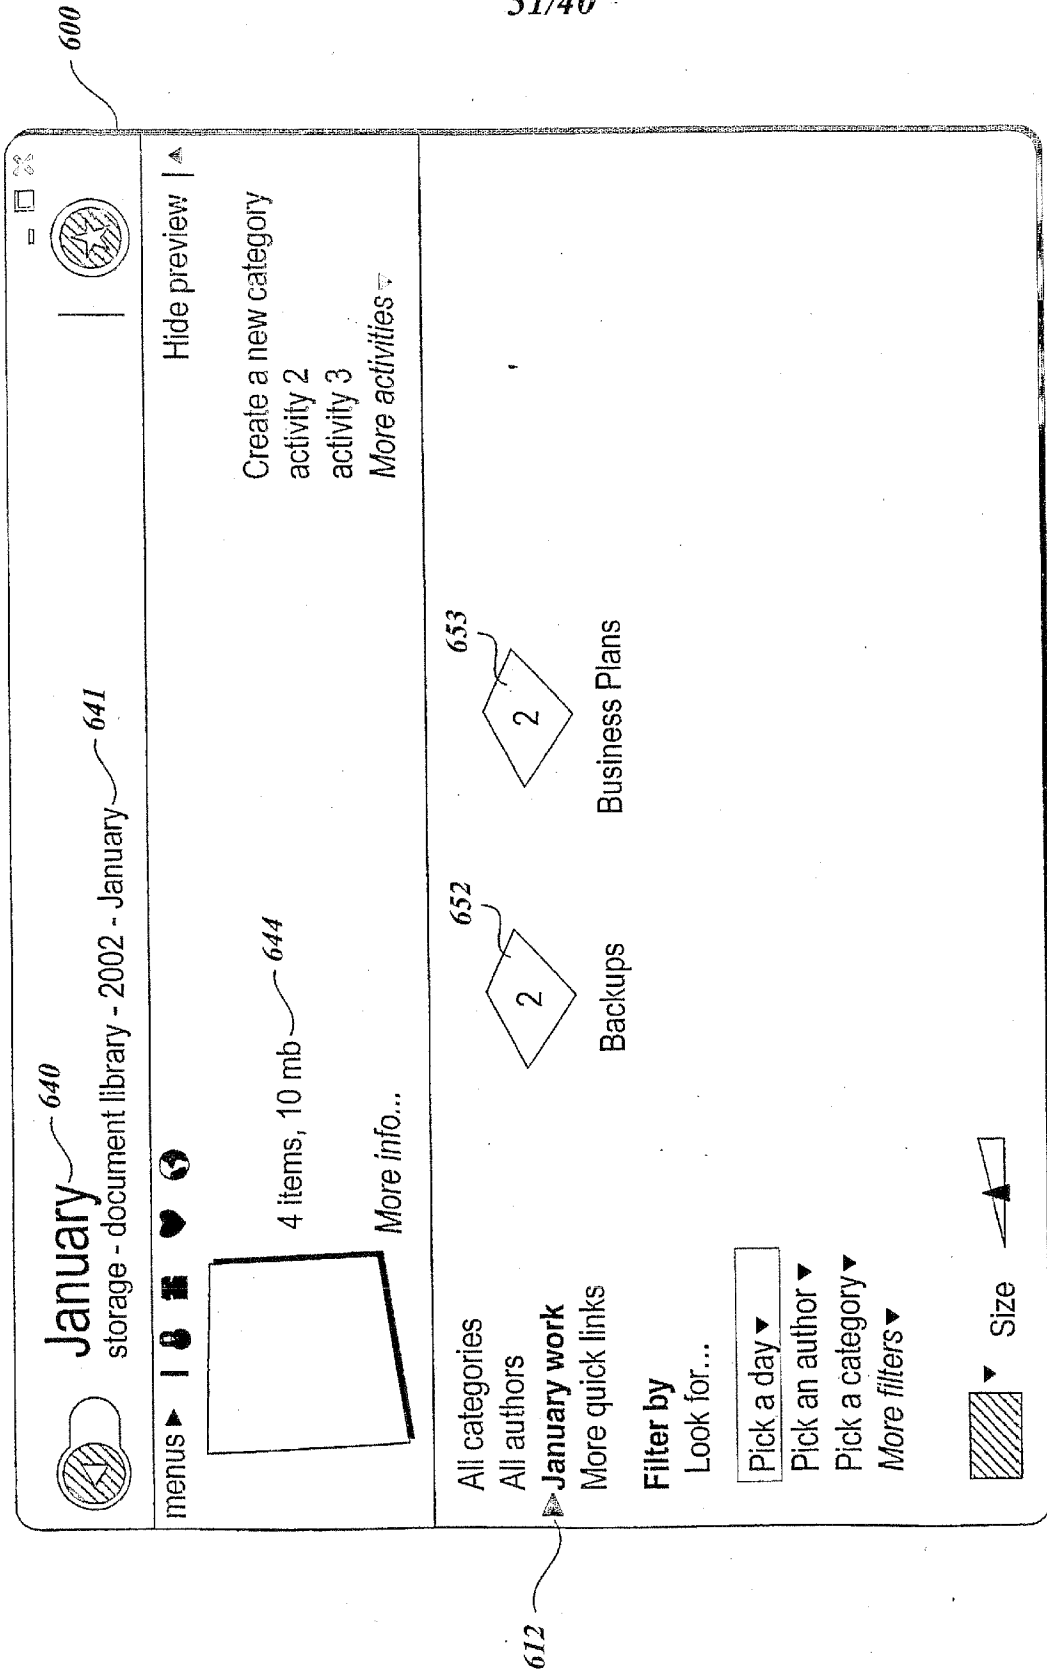 31/40
600
January 640
storage - document library - 2002 - January 641
menus
Hide preview
4 items, 10 mb 644
More info...
Create a new category
activity 2
activity 3
More activities
All categories
All authors
612 January work
More quick links
Filter by
Look for...
Pick a day
Pick an author
Pick a category
More filters
Size
652
2
Backups
653
2
Business Plans